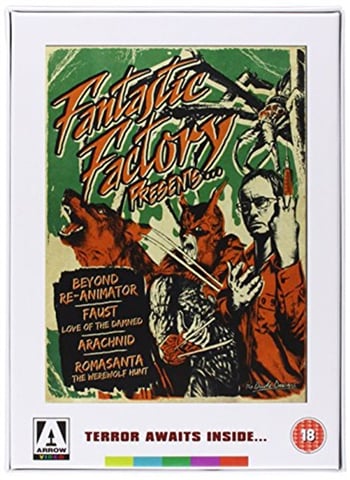 Fantastic
Factory
PRESENTS...
BEYOND
RE-ANIMATOR
FAUST
LOVE OF THE DAMNED
ARACHNID
ROMASANTA
THE WEREWOLF HUNT
ARROW
VIDEO
TERROR AWAITS INSIDE...
18